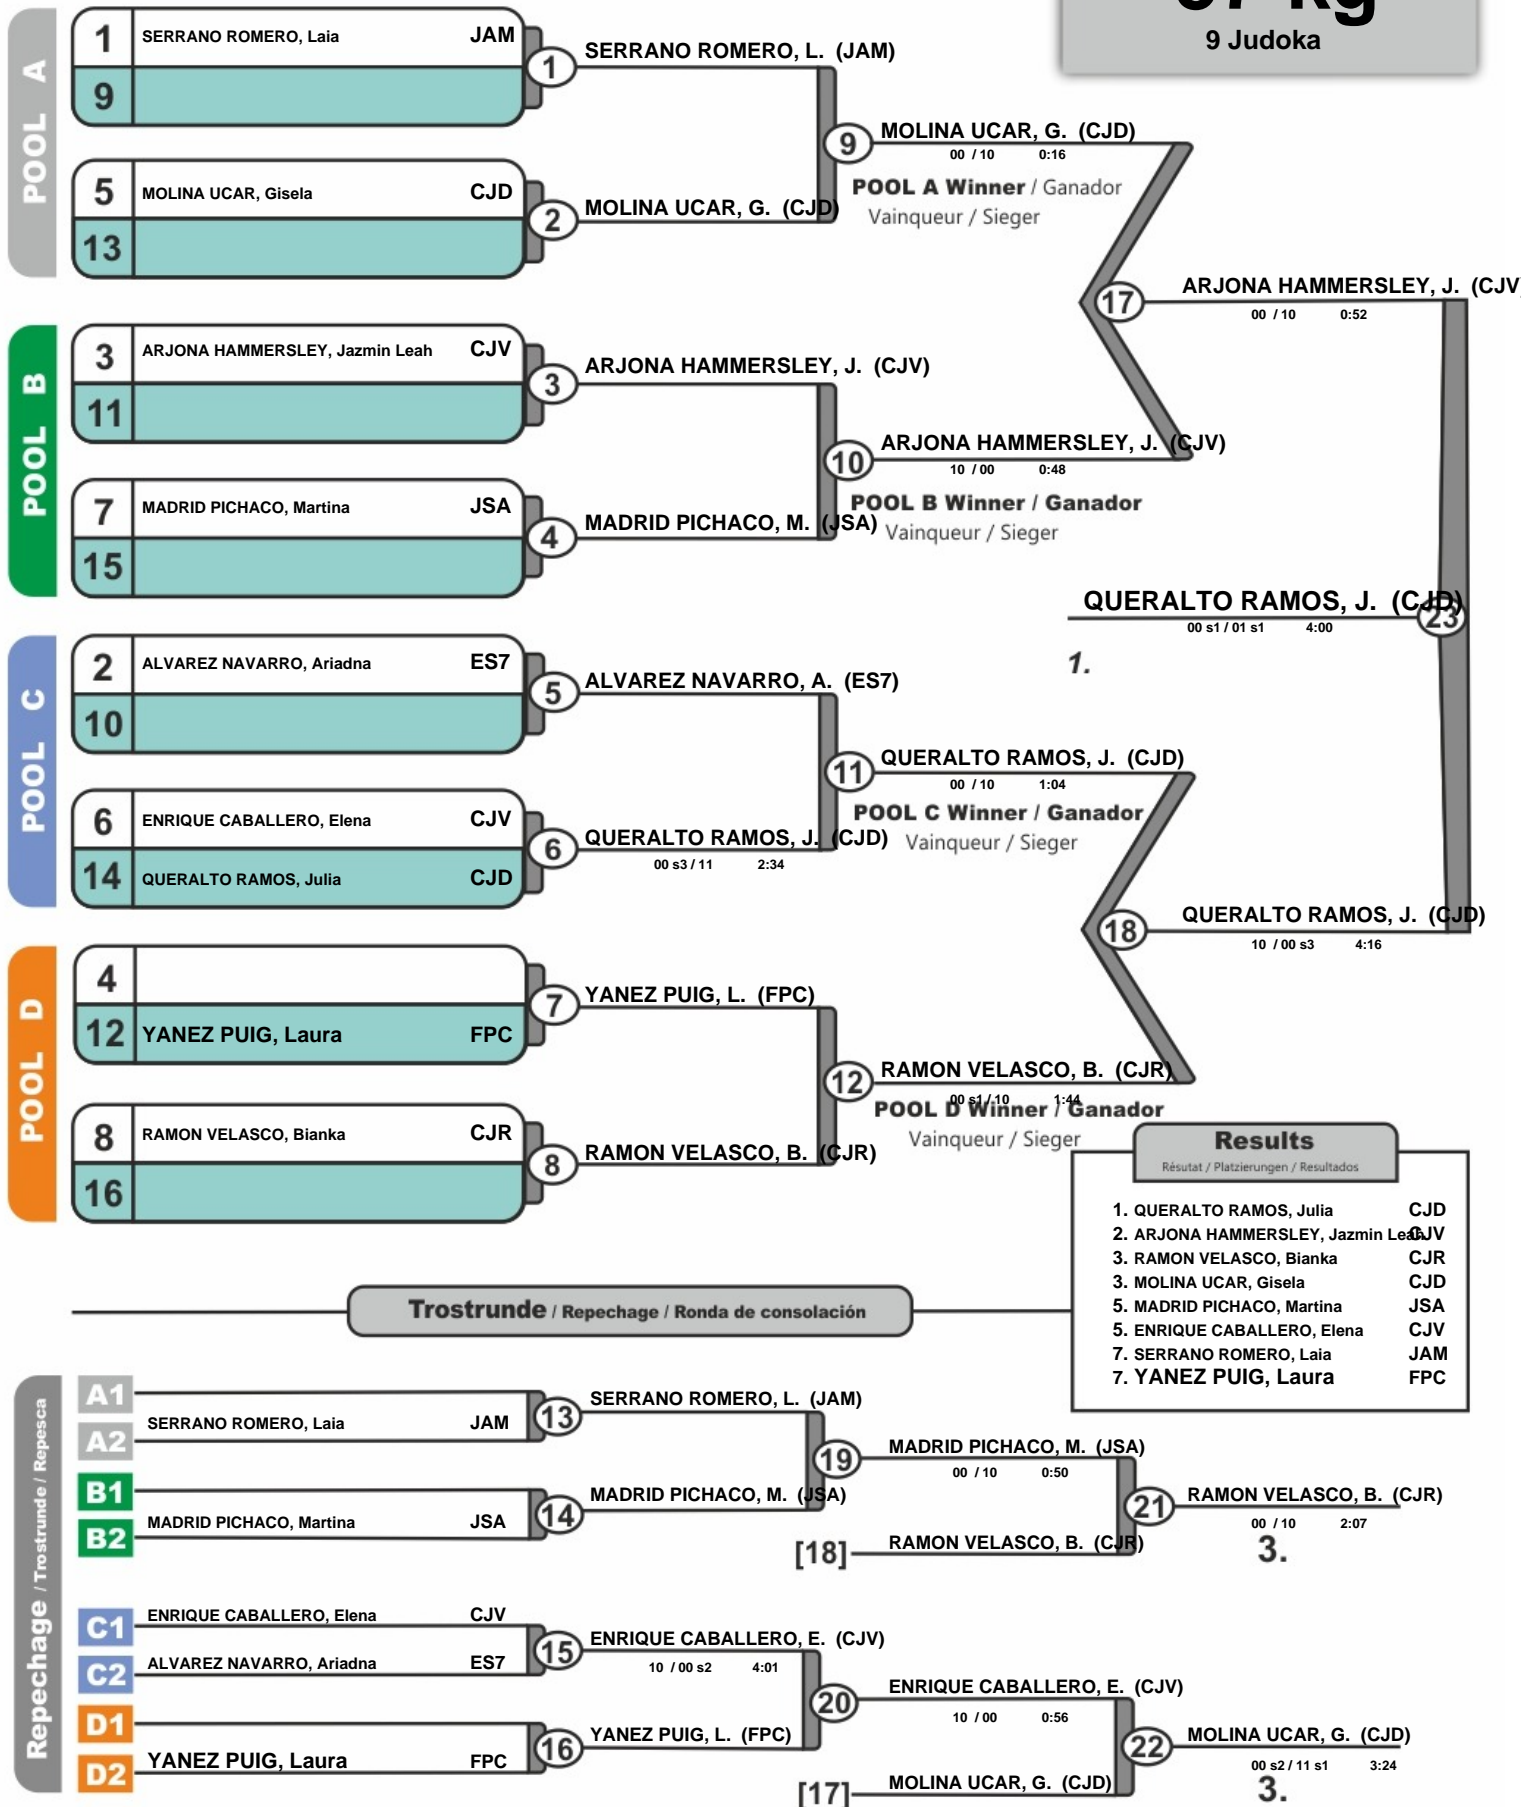 9 Judoka
POOL A
1 SERRANO ROMERO, Laia JAM
9
5 MOLINA UCAR, Gisela CJD
13
1 SERRANO ROMERO, L. (JAM)
2 MOLINA UCAR, G. (CJD)
9 MOLINA UCAR, G. (CJD)
00 / 10 0:16
POOL A Winner / Ganador
Vainqueur / Sieger
POOL B
3 ARJONA HAMMERSLEY, Jazmin Leah CJV
11
7 MADRID PICHACO, Martina JSA
15
3 ARJONA HAMMERSLEY, J. (CJV)
4 MADRID PICHACO, M. (JSA)
10 ARJONA HAMMERSLEY, J. (CJV)
10 / 00 0:48
POOL B Winner / Ganador
Vainqueur / Sieger
17 ARJONA HAMMERSLEY, J. (CJV
00 / 10 0:52
QUERALTO RAMOS, J. (CJD) 23
00 s1 / 01 s1 4:00
1.
POOL C
2 ALVAREZ NAVARRO, Ariadna ES7
10
6 ENRIQUE CABALLERO, Elena CJV
14 QUERALTO RAMOS, Julia CJD
5 ALVAREZ NAVARRO, A. (ES7)
6 QUERALTO RAMOS, J. (CJD)
00 s3 / 11 2:34
11 QUERALTO RAMOS, J. (CJD)
00 / 10 1:04
POOL C Winner / Ganador
Vainqueur / Sieger
18 QUERALTO RAMOS, J. (CJD)
10 / 00 s3 4:16
POOL D
4
12 YANEZ PUIG, Laura FPC
8 RAMON VELASCO, Bianka CJR
16
7 YANEZ PUIG, L. (FPC)
8 RAMON VELASCO, B. (CJR)
12 RAMON VELASCO, B. (CJR)
00 s1 / 10 1:44
POOL D Winner / Ganador
Vainqueur / Sieger
Results
Résutat / Platzierungen / Resultados
1. QUERALTO RAMOS, Julia CJD
2. ARJONA HAMMERSLEY, Jazmin Leah CJV
3. RAMON VELASCO, Bianka CJR
3. MOLINA UCAR, Gisela CJD
5. MADRID PICHACO, Martina JSA
5. ENRIQUE CABALLERO, Elena CJV
7. SERRANO ROMERO, Laia JAM
7. YANEZ PUIG, Laura FPC
Trostrunde / Repechage / Ronda de consolación
Repechage / Trostrunde / Repesca
A1
A2 SERRANO ROMERO, Laia JAM
B1
B2 MADRID PICHACO, Martina JSA
13 SERRANO ROMERO, L. (JAM)
14 MADRID PICHACO, M. (JSA)
19 MADRID PICHACO, M. (JSA)
00 / 10 0:50
[18] RAMON VELASCO, B. (CJR)
21 RAMON VELASCO, B. (CJR)
00 / 10 2:07
3.
C1 ENRIQUE CABALLERO, Elena CJV
C2 ALVAREZ NAVARRO, Ariadna ES7
D1
D2 YANEZ PUIG, Laura FPC
15 ENRIQUE CABALLERO, E. (CJV)
10 / 00 s2 4:01
16 YANEZ PUIG, L. (FPC)
20 ENRIQUE CABALLERO, E. (CJV)
10 / 00 0:56
[17] MOLINA UCAR, G. (CJD)
22 MOLINA UCAR, G. (CJD)
00 s2 / 11 s1 3:24
3.